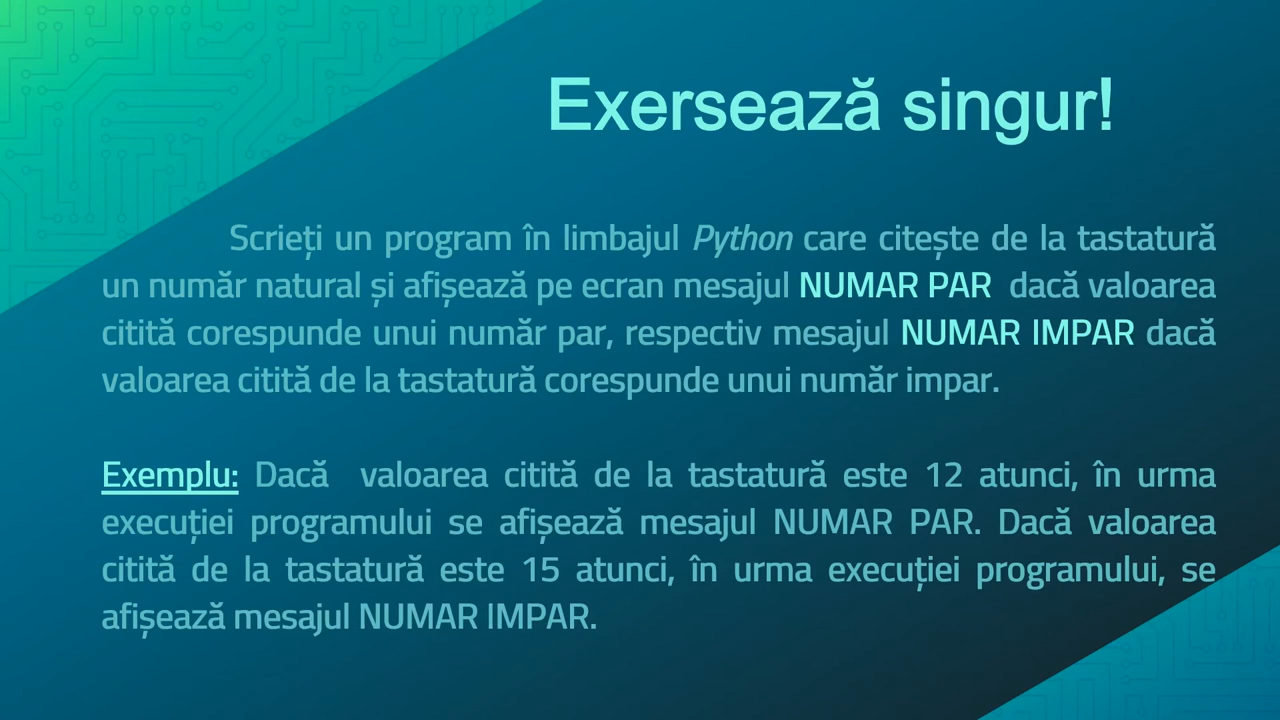 Exersează singur!
Scrieți un program în limbajul Python care citește de la tastatură
un număr natural și afișează pe ecran mesajul NUMAR PAR dacă valoarea
citită corespunde unui număr par, respectiv mesajul NUMAR IMPAR dacă
valoarea citită de la tastatură corespunde unui număr impar.
Exemplu: Dacă valoarea citită de la tastatură este 12 atunci, în urma
execuției programului se afișează mesajul NUMAR PAR. Dacă valoarea
citită de la tastatură este 15 atunci, în urma execuției programului, se
afișează mesajul NUMAR IMPAR.